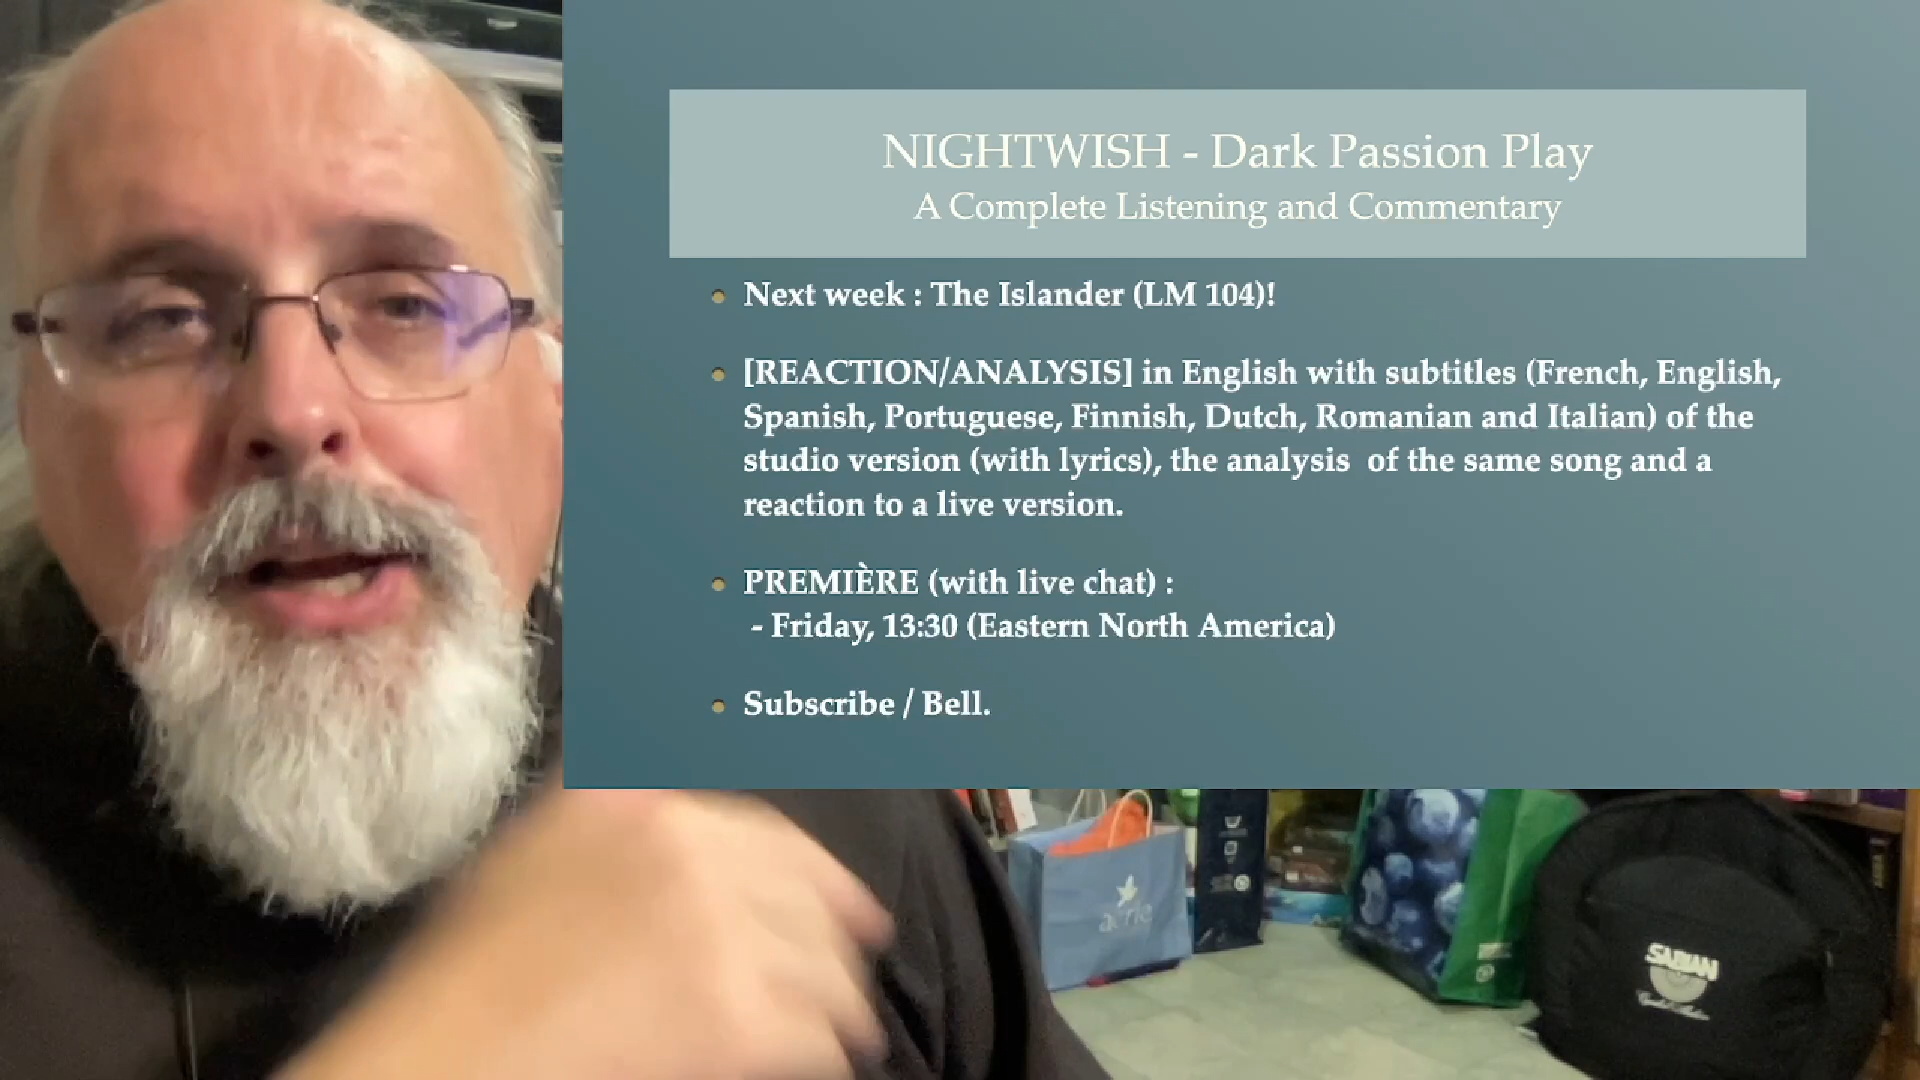 NIGHTWISH - Dark Passion Play
A Complete Listening and Commentary
Next week : The Islander (LM 104)!
[REACTION/ANALYSIS] in English with subtitles (French, English,
Spanish, Portuguese, Finnish, Dutch, Romanian and Italian) of the
studio version (with lyrics), the analysis of the same song and a
reaction to a live version.
PREMIÈRE (with live chat) :
- Friday, 13:30 (Eastern North America)
Subscribe / Bell.
SABIAN